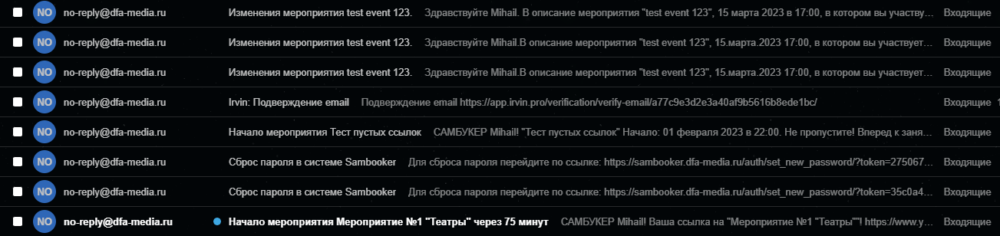 NO no-reply@dfa-media.ru Изменения мероприятия test event 123. Здравствуйте Mihail. В описание мероприятия "test event 123", 15 марта 2023 в 17:00, в котором вы участву... Входящие
NO no-reply@dfa-media.ru Изменения мероприятия test event 123. Здравствуйте Mihail.В описание мероприятия "test event 123", 15.марта.2023 в 17:00, в котором вы участвует... Входящие
NO no-reply@dfa-media.ru Изменения мероприятия test event 123. Здравствуйте Mihail.В описание мероприятия "test event 123", 15.марта.2023 17:00, в котором вы участвует... Входящие
NO no-reply@dfa-media.ru Irvin: Подверждение email Подверждение email https://app.irvin.pro/verification/verify-email/a77c9e3d2e3a40af9b5616b8ede1bc/ Входящие 1
NO no-reply@dfa-media.ru Начало мероприятия Тест пустых ссылок САМБУКЕР Mihail! "Тест пустых ссылок" Начало: 01 февраля 2023 в 22:00. Не пропустите! Вперед к заня... Входящие
NO no-reply@dfa-media.ru Сброс пароля в системе Sambooker Для сброса пароля перейдите по ссылке: https://sambooker.dfa-media.ru/auth/set_new_password/?token=275067... Входящие
NO no-reply@dfa-media.ru Сброс пароля в системе Sambooker Для сброса пароля перейдите по ссылке: https://sambooker.dfa-media.ru/auth/set_new_password/?token=35c0a4... Входящие
NO no-reply@dfa-media.ru Начало мероприятия Мероприятие №1 "Театры" через 75 минут САМБУКЕР Mihail! Ваша ссылка на "Мероприятие №1 "Театры""! https://www.y... Входящие